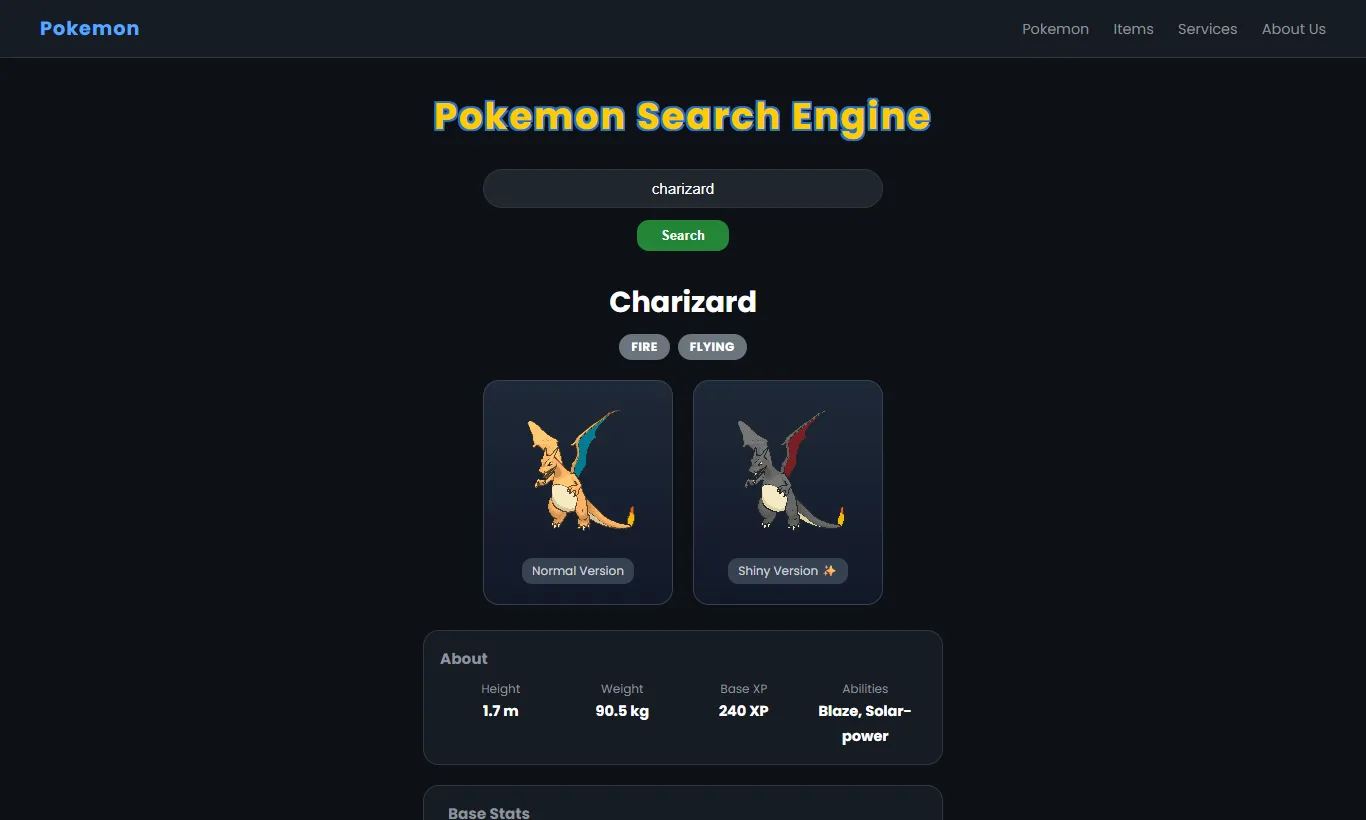 Pokemon
Pokemon Items Services About Us
Pokemon Search Engine
charizard
Search
Charizard
FIRE FLYING
Normal Version Shiny Version ✨
About
Height Weight Base XP Abilities
1.7 m 90.5 kg 240 XP Blaze, Solar-
power
Base Stats